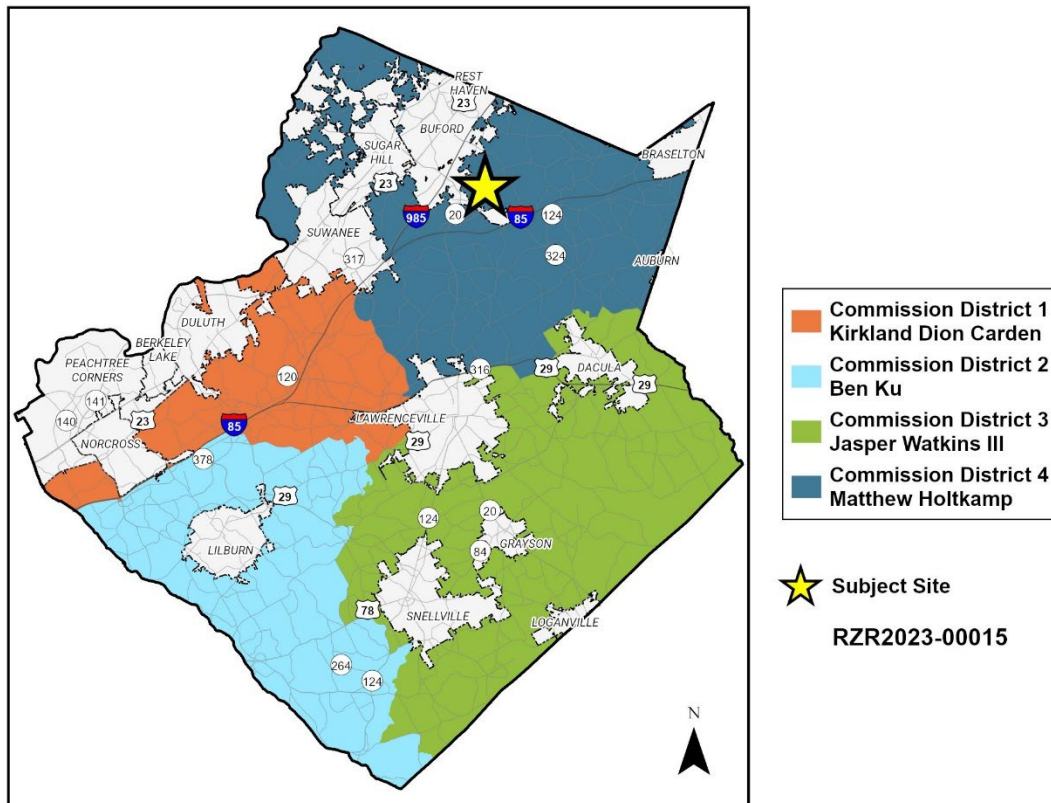 REST
HAVEN
23
BUFORD
SUGAR
HILL
23
BRASELTON
985
20
85
124
SUWANEE
317
324
AUBURN
DULUTH
BERKELEY
LAKE
PEACHTREE
CORNERS
141
140
23
NORCROSS
120
85
378
316
29
DACULA
29
LAWRENCEVILLE
29
29
LILBURN
124
20
84
GRAYSON
78
SNELLVILLE
LOGANVILLE
264
124
N
Commission District 1
Kirkland Dion Carden
Commission District 2
Ben Ku
Commission District 3
Jasper Watkins III
Commission District 4
Matthew Holtkamp
Subject Site
RZR2023-00015